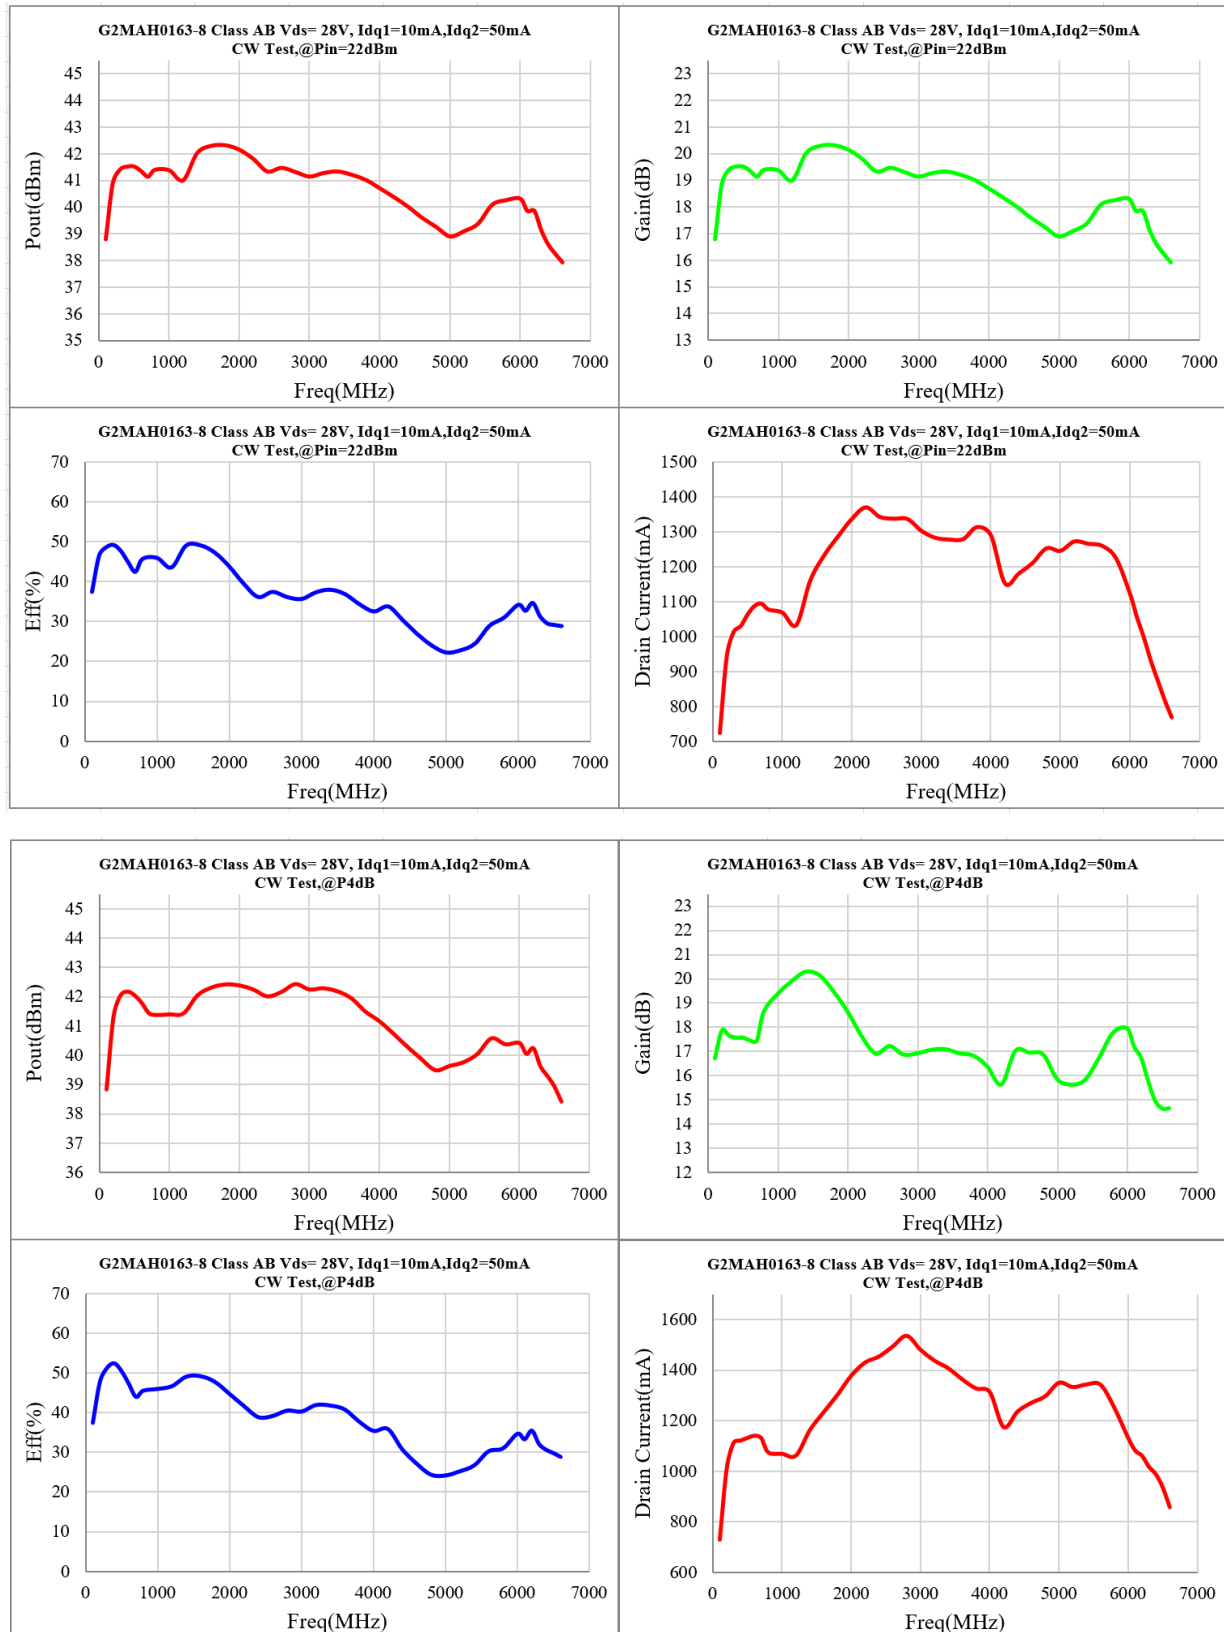 G2MAH0163-8 Class AB Vds= 28V, Idq1=10mA,Idq2=50mA
CW Test,@Pin=22dBm
45
44
43
42
41
40
39
38
37
36
35
Pout(dBm)
0 1000 2000 3000 4000 5000 6000 7000
Freq(MHz)
G2MAH0163-8 Class AB Vds= 28V, Idq1=10mA,Idq2=50mA
CW Test,@Pin=22dBm
23
22
21
20
19
18
17
16
15
14
13
Gain(dB)
0 1000 2000 3000 4000 5000 6000 7000
Freq(MHz)
G2MAH0163-8 Class AB Vds= 28V, Idq1=10mA,Idq2=50mA
CW Test,@Pin=22dBm
70
60
50
40
30
20
10
0
Eff(%)
0 1000 2000 3000 4000 5000 6000 7000
Freq(MHz)
G2MAH0163-8 Class AB Vds= 28V, Idq1=10mA,Idq2=50mA
CW Test,@Pin=22dBm
1500
1400
1300
1200
1100
1000
900
800
700
Drain Current(mA)
0 1000 2000 3000 4000 5000 6000 7000
Freq(MHz)
G2MAH0163-8 Class AB Vds= 28V, Idq1=10mA,Idq2=50mA
CW Test,@P4dB
45
44
43
42
41
40
39
38
37
36
Pout(dBm)
0 1000 2000 3000 4000 5000 6000 7000
Freq(MHz)
G2MAH0163-8 Class AB Vds= 28V, Idq1=10mA,Idq2=50mA
CW Test,@P4dB
23
22
21
20
19
18
17
16
15
14
13
12
Gain(dB)
0 1000 2000 3000 4000 5000 6000 7000
Freq(MHz)
G2MAH0163-8 Class AB Vds= 28V, Idq1=10mA,Idq2=50mA
CW Test,@P4dB
70
60
50
40
30
20
10
0
Eff(%)
0 1000 2000 3000 4000 5000 6000 7000
Freq(MHz)
G2MAH0163-8 Class AB Vds= 28V, Idq1=10mA,Idq2=50mA
CW Test,@P4dB
1600
1400
1200
1000
800
600
Drain Current(mA)
0 1000 2000 3000 4000 5000 6000 7000
Freq(MHz)